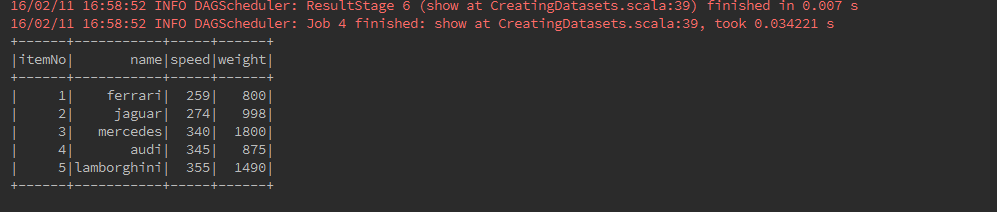 16/02/11 16:58:52 INFO DAGScheduler: ResultStage 6 (show at CreatingDatasets.scala:39) finished in 0.007 s
16/02/11 16:58:52 INFO DAGScheduler: Job 4 finished: show at CreatingDatasets.scala:39, took 0.034221 s
+------+-----------+-----+------+
|itemNo|       name|speed|weight|
+------+-----------+-----+------+
|     1|    ferrari|  259|   800|
|     2|     jaguar|  274|   998|
|     3|   mercedes|  340|  1800|
|     4|       audi|  345|   875|
|     5|lamborghini|  355|  1490|
+------+-----------+-----+------+